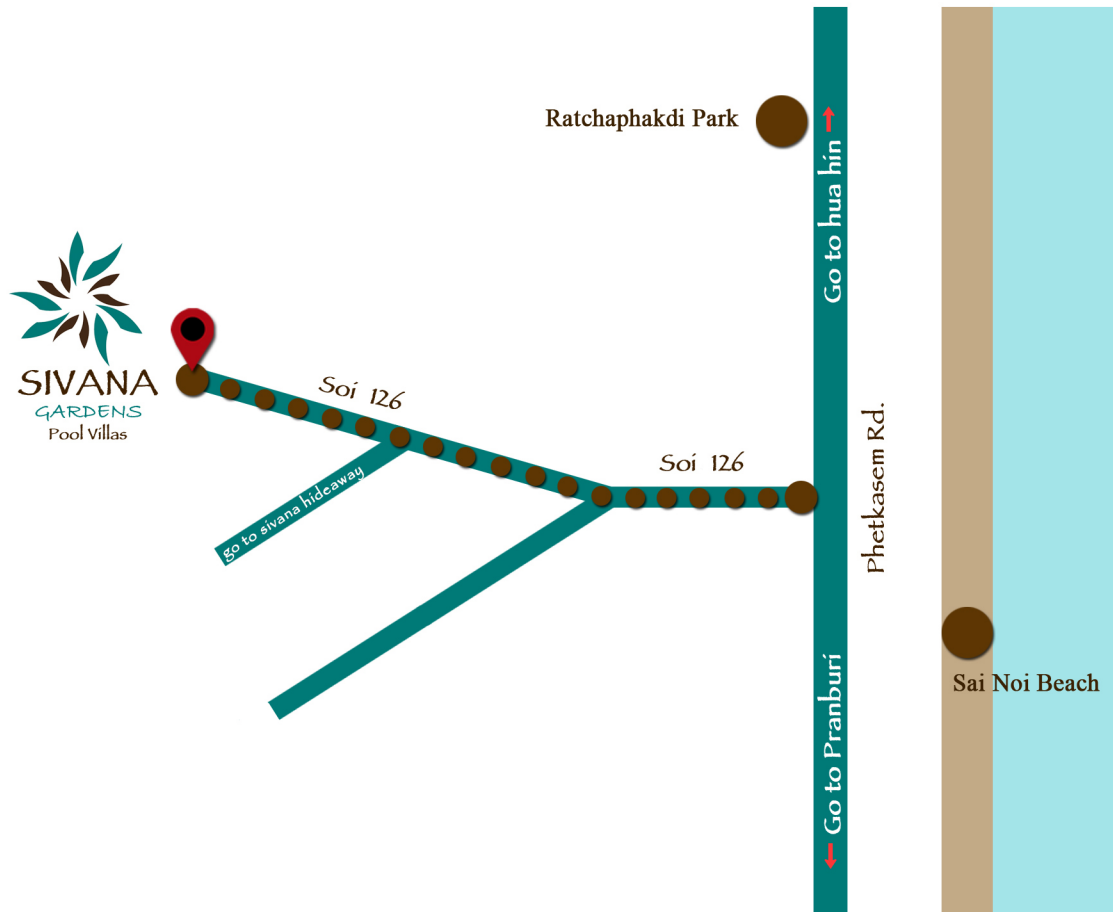 Ratchaphakdi Park
Go to hua hin
SIVANA
GARDENS
Pool Villas
Soi 126
Soi 126
go to sivana hideaway
Phetkasem Rd.
Go to Pranburi
Sai Noi Beach